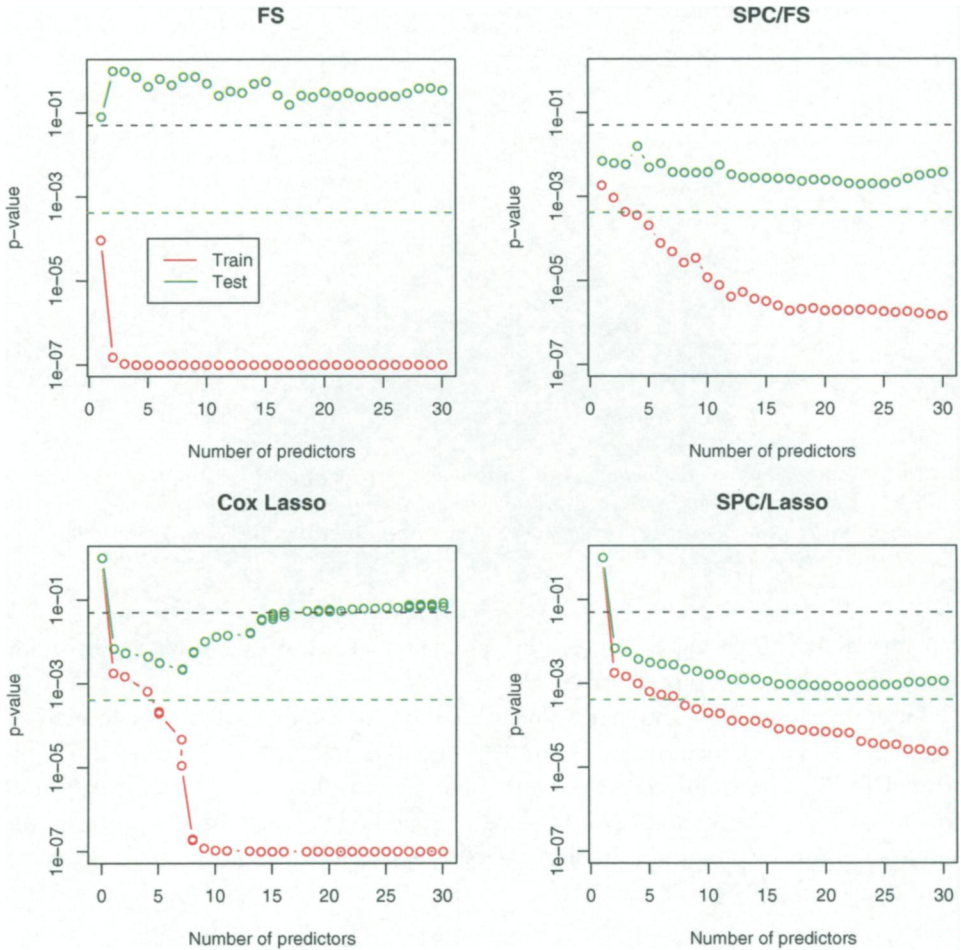 FS
p-value
1e-01
1e-03
1e-05
1e-07
Train
Test
0 5 10 15 20 25 30
Number of predictors
SPC/FS
p-value
1e-01
1e-03
1e-05
1e-07
0 5 10 15 20 25 30
Number of predictors
Cox Lasso
p-value
1e-01
1e-03
1e-05
1e-07
0 5 10 15 20 25 30
Number of predictors
SPC/Lasso
p-value
1e-01
1e-03
1e-05
1e-07
0 5 10 15 20 25 30
Number of predictors